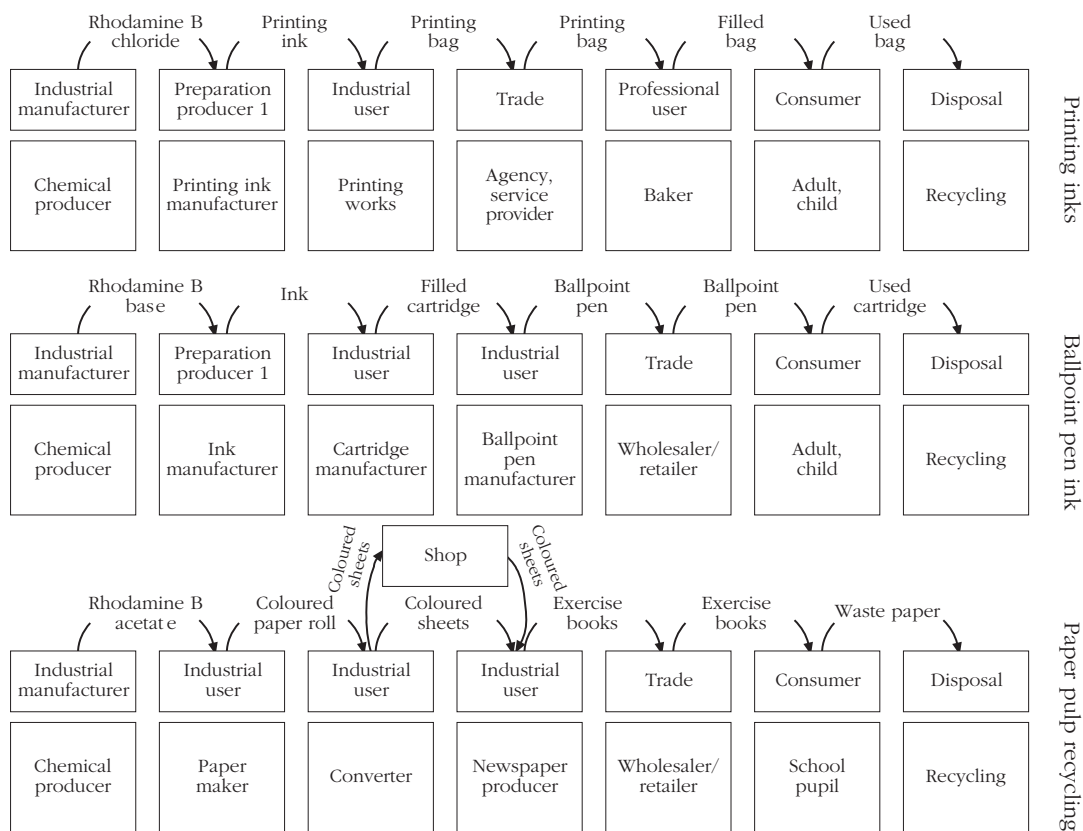 Rhodamine B
chloride
Printing
ink
Printing
bag
Printing
bag
Filled
bag
Used
bag
Industrial
manufacturer
Preparation
producer 1
Industrial
user
Trade
Professional
user
Consumer
Disposal
Chemical
producer
Printing ink
manufacturer
Printing
works
Agency,
service
provider
Baker
Adult,
child
Recycling
Printing inks
Rhodamine B
base
Ink
Filled
cartridge
Ballpoint
pen
Ballpoint
pen
Used
cartridge
Industrial
manufacturer
Preparation
producer 1
Industrial
user
Industrial
user
Trade
Consumer
Disposal
Chemical
producer
Ink
manufacturer
Cartridge
manufacturer
Ballpoint
pen
manufacturer
Wholesaler/
retailer
Adult,
child
Recycling
Ballpoint pen ink
Coloured
sheets
Shop
Coloured
sheets
Rhodamine B
acetate
Coloured
paper roll
Coloured
sheets
Exercise
books
Exercise
books
Waste paper
Industrial
manufacturer
Industrial
user
Industrial
user
Industrial
user
Trade
Consumer
Disposal
Chemical
producer
Paper
maker
Converter
Newspaper
producer
Wholesaler/
retailer
School
pupil
Recycling
Paper pulp recycling